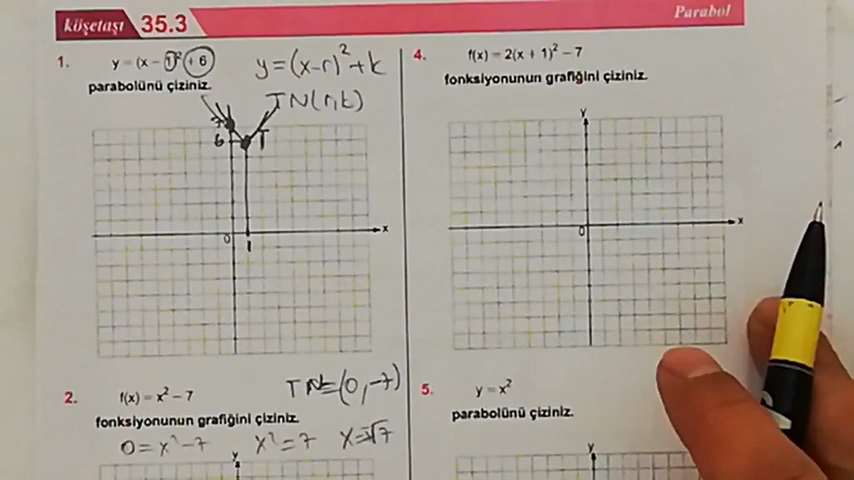 köşetaşı 35.3
Parabol
1. y = (x – 1)² + 6
parabolünü çiziniz.
y = (x-r)² + k
TN(r,k)
7
6 T
x
0
1
2. f(x) = x² – 7
TN=(0,-7)
fonksiyonunun grafiğini çiziniz.
0 = x² - 7 x² = 7
y
4. f(x) = 2(x + 1)² – 7
fonksiyonunun grafiğini çiziniz.
y
x
0
5. y = x²
parabolünü çiziniz.
y